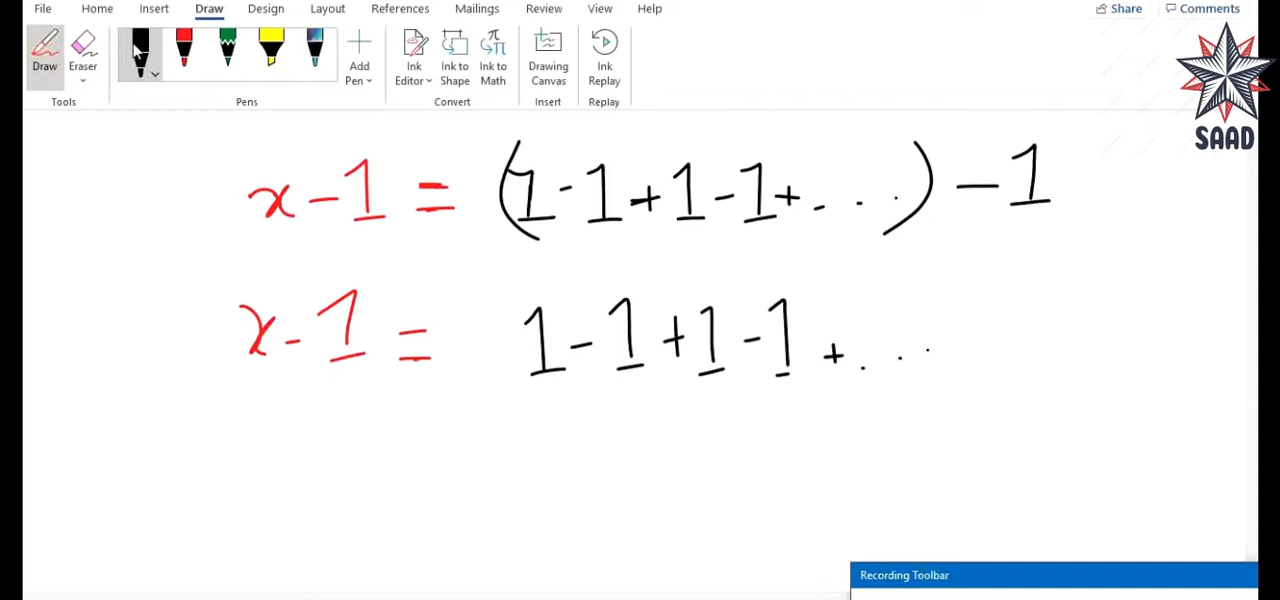 File Home Insert Draw Design Layout References Mailings Review View Help Share Comments
Draw Eraser Add Pen Ink Editor Ink to Shape Ink to Math Drawing Canvas Ink Replay
Tools Pens Convert Insert Replay
SAAD
x - 1 = (1 - 1 + 1 - 1 + . . . ) - 1
x - 1 = 1 - 1 + 1 - 1 + . . .
Recording Toolbar